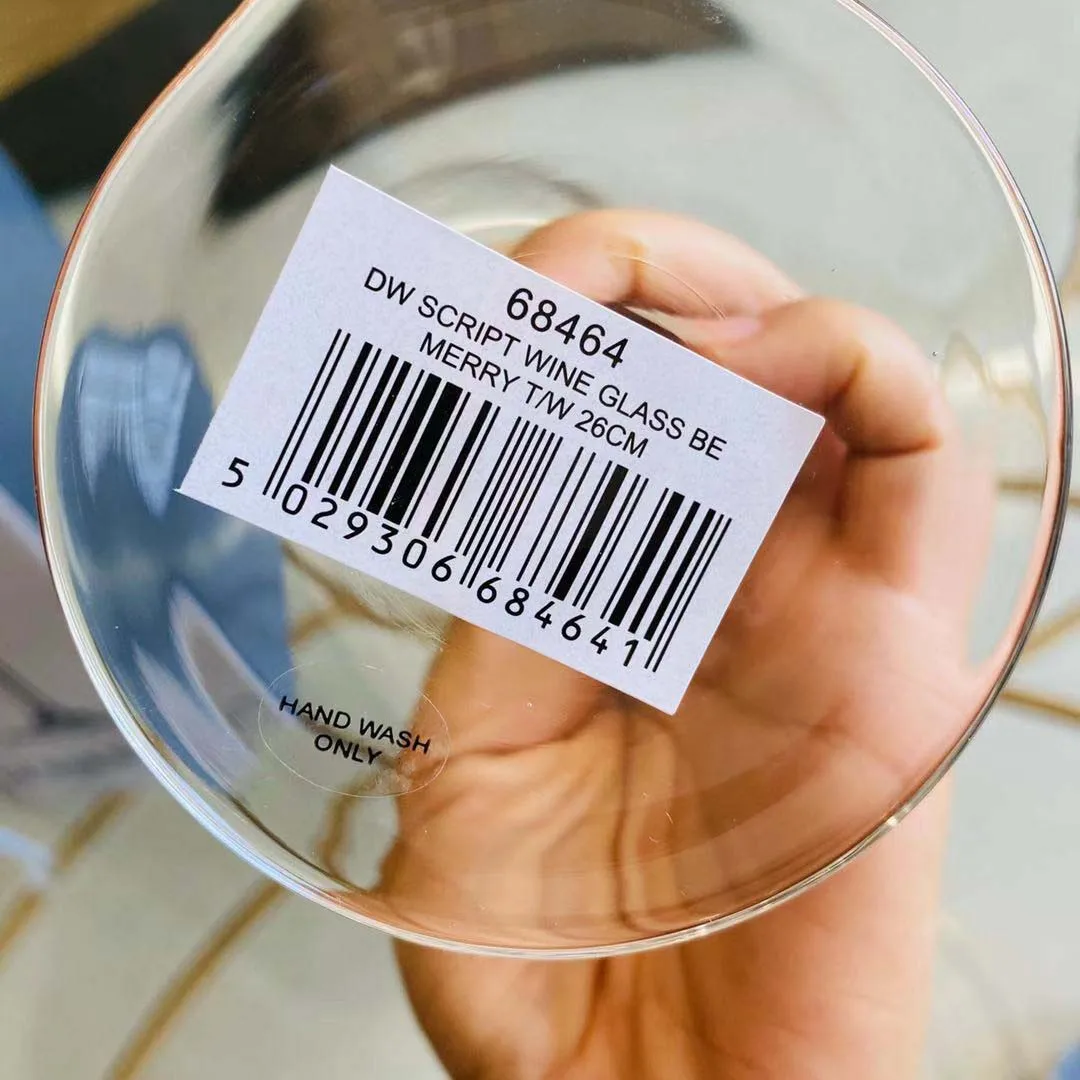 68464
DW SCRIPT WINE GLASS BE
MERRY T/W 26CM
5 029306 684641
HAND WASH
ONLY